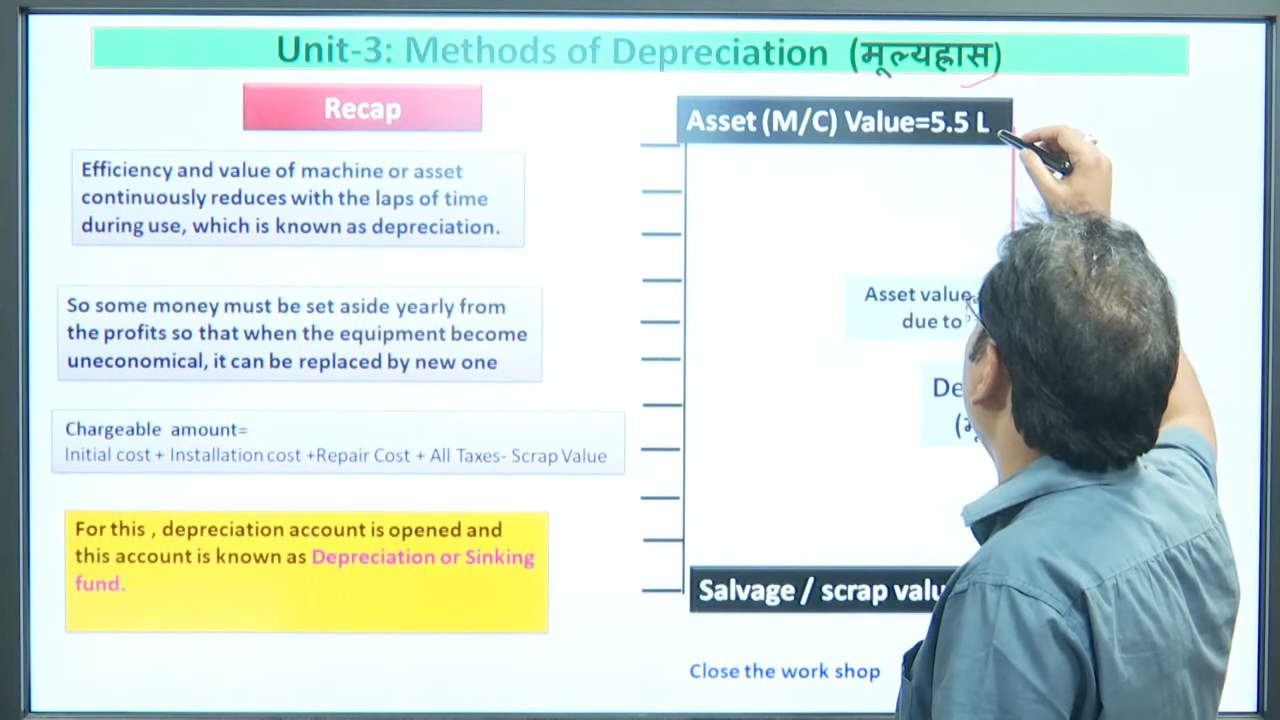 Unit-3: Methods of Depreciation (मूल्यह्रास)
Recap
Efficiency and value of machine or asset
continuously reduces with the laps of time
during use, which is known as depreciation.
So some money must be set aside yearly from
the profits so that when the equipment become
uneconomical, it can be replaced by new one
Chargeable amount=
Initial cost + Installation cost +Repair Cost + All Taxes- Scrap Value
For this , depreciation account is opened and
this account is known as Depreciation or Sinking
fund.
Asset (M/C) Value=5.5 L
Asset value
due to
Salvage / scrap
Close the work shop